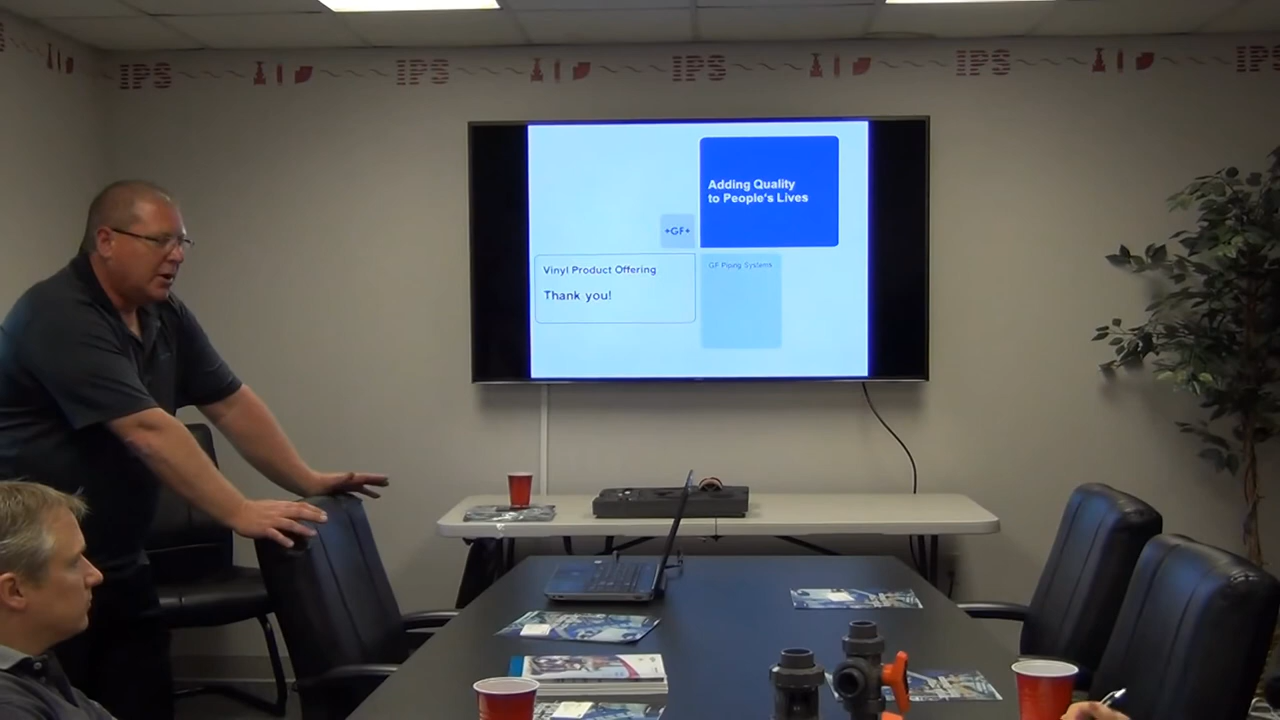 IPS IPS IPS IPS IPS
Adding Quality
to People's Lives
+GF+
Vinyl Product Offering
Thank you!
GF Piping Systems